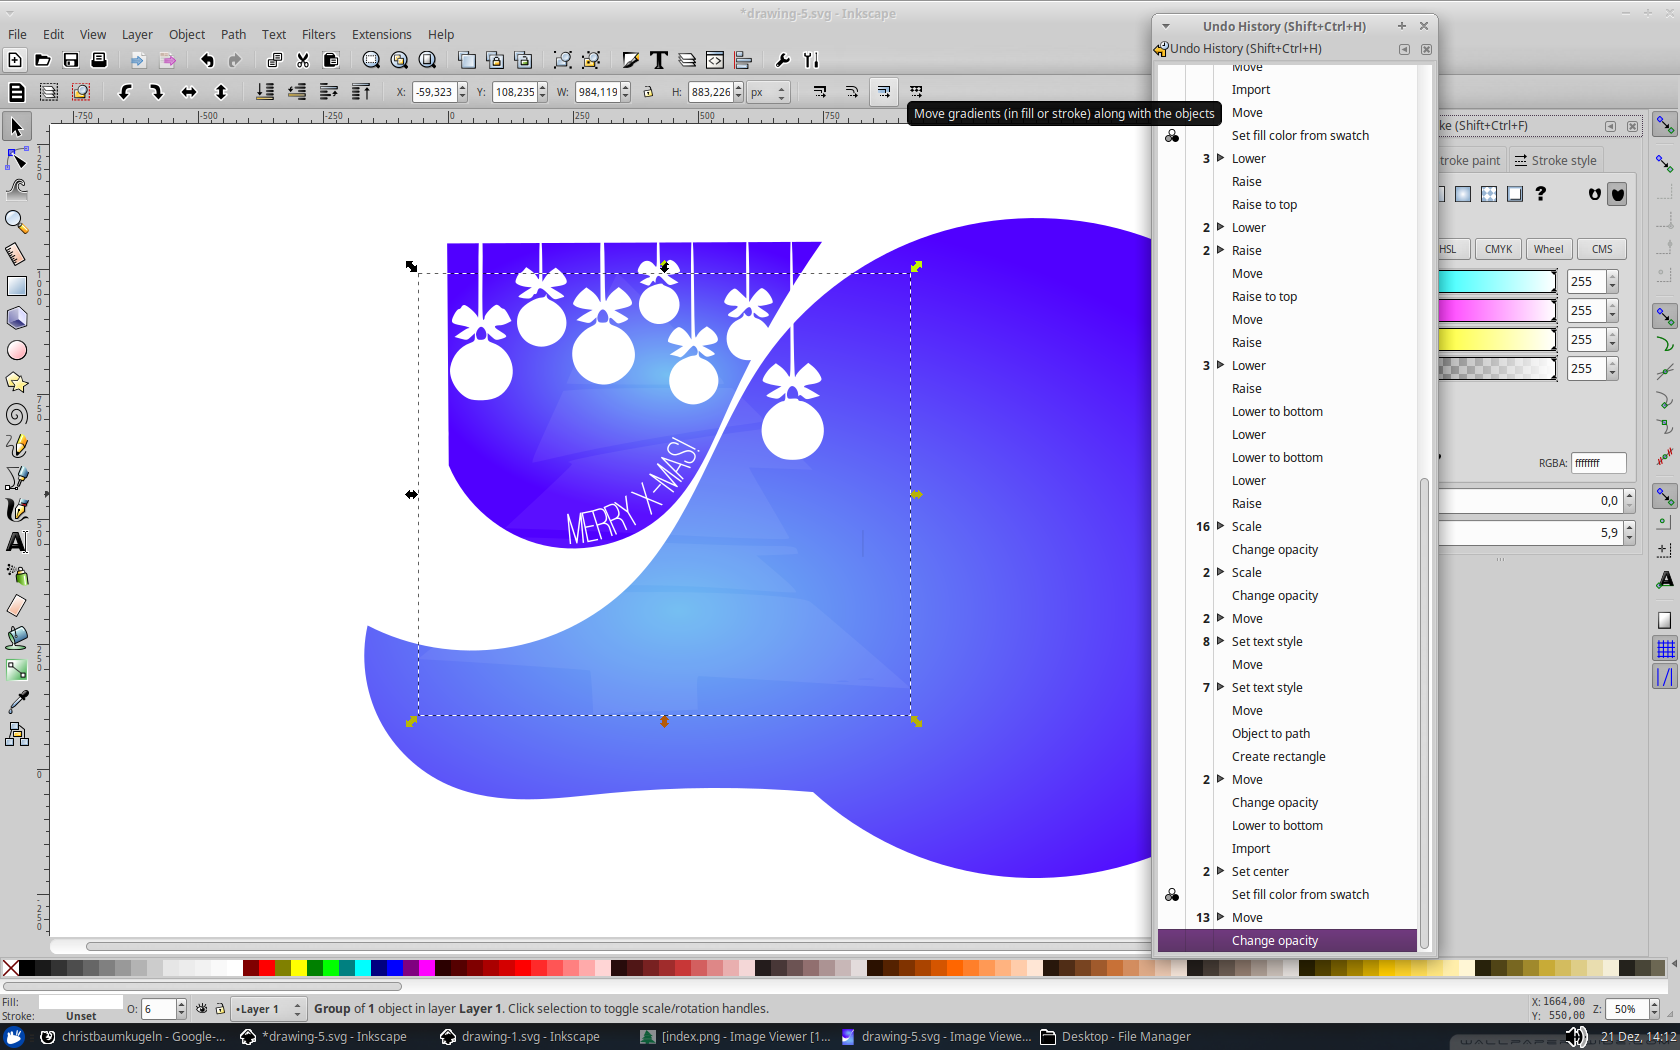 *drawing-5.svg - Inkscape
File Edit View Layer Object Path Text Filters Extensions Help
X: -59,323 Y: 108,235 W: 984,119 H: 883,226 px
Move gradients (in fill or stroke) along with the objects
-750 -500 -250 0 250 500 750
MERRY X-MAS!
Undo History (Shift+Ctrl+H)
Undo History (Shift+Ctrl+H)
Move
Import
Move
Set fill color from swatch
3 Lower
Raise
Raise to top
2 Lower
2 Raise
Move
Raise to top
Move
Raise
3 Lower
Raise
Lower to bottom
Lower
Lower to bottom
Lower
Raise
16 Scale
Change opacity
2 Scale
Change opacity
2 Move
8 Set text style
Move
7 Set text style
Move
Object to path
Create rectangle
2 Move
Change opacity
Lower to bottom
Import
2 Set center
Set fill color from swatch
13 Move
Change opacity
ke (Shift+Ctrl+F)
troke paint Stroke style
HSL CMYK Wheel CMS
255
255
255
255
RGBA: ffffffff
0,0
5,9
Fill:
Stroke: Unset
O: 6
•Layer 1
Group of 1 object in layer Layer 1. Click selection to toggle scale/rotation handles.
X: 1664,00
Y: 550,00
Z: 50%
christbaumkugeln - Google-...
*drawing-5.svg - Inkscape
drawing-1.svg - Inkscape
[index.png - Image Viewer [1...
drawing-5.svg - Image Viewe...
Desktop - File Manager
21 Dez, 14:12